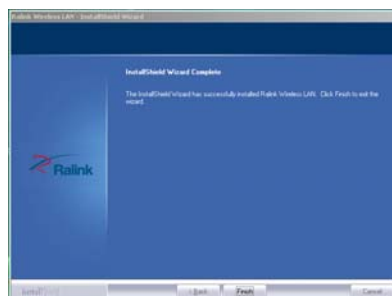 Ralink Wireless LAN - InstallShield Wizard
InstallShield Wizard Complete
The InstallShield Wizard has successfully installed Ralink Wireless LAN. Click Finish to exit the
wizard.
Ralink
InstallShield
< Back
Finish
Cancel